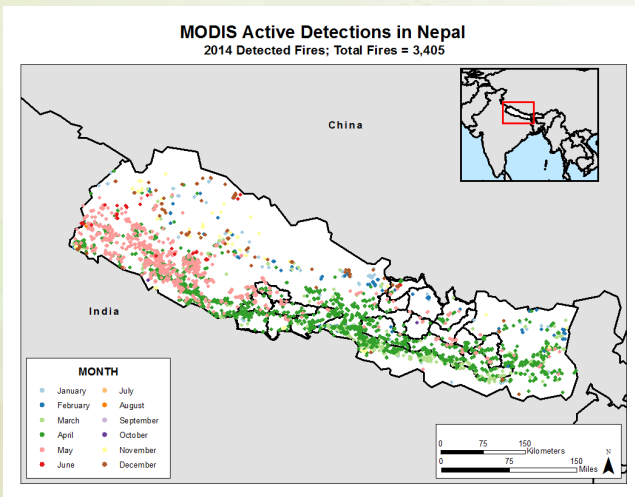 MODIS Active Detections in Nepal
2014 Detected Fires; Total Fires = 3,405
China
India
MONTH
January
February
March
April
May
June
July
August
September
October
November
December
0 75 150
Kilometers
0 75 150
Miles
N